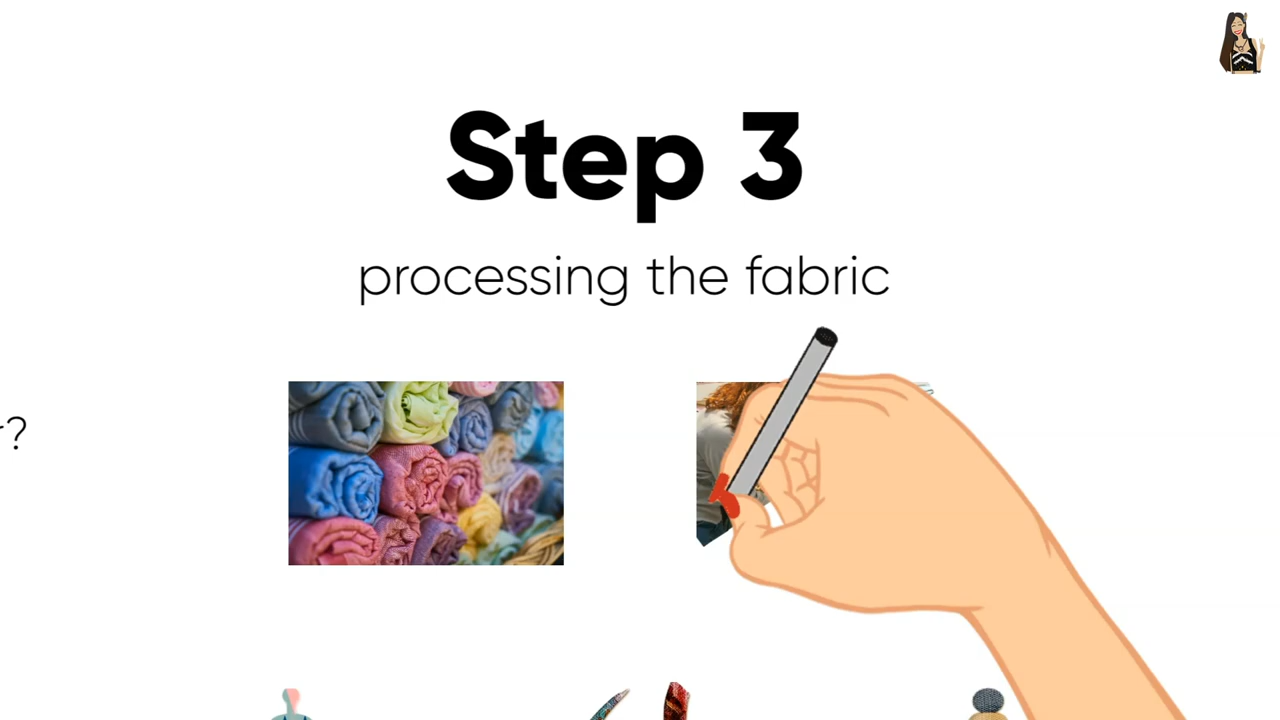 Step 3
processing the fabric
r?